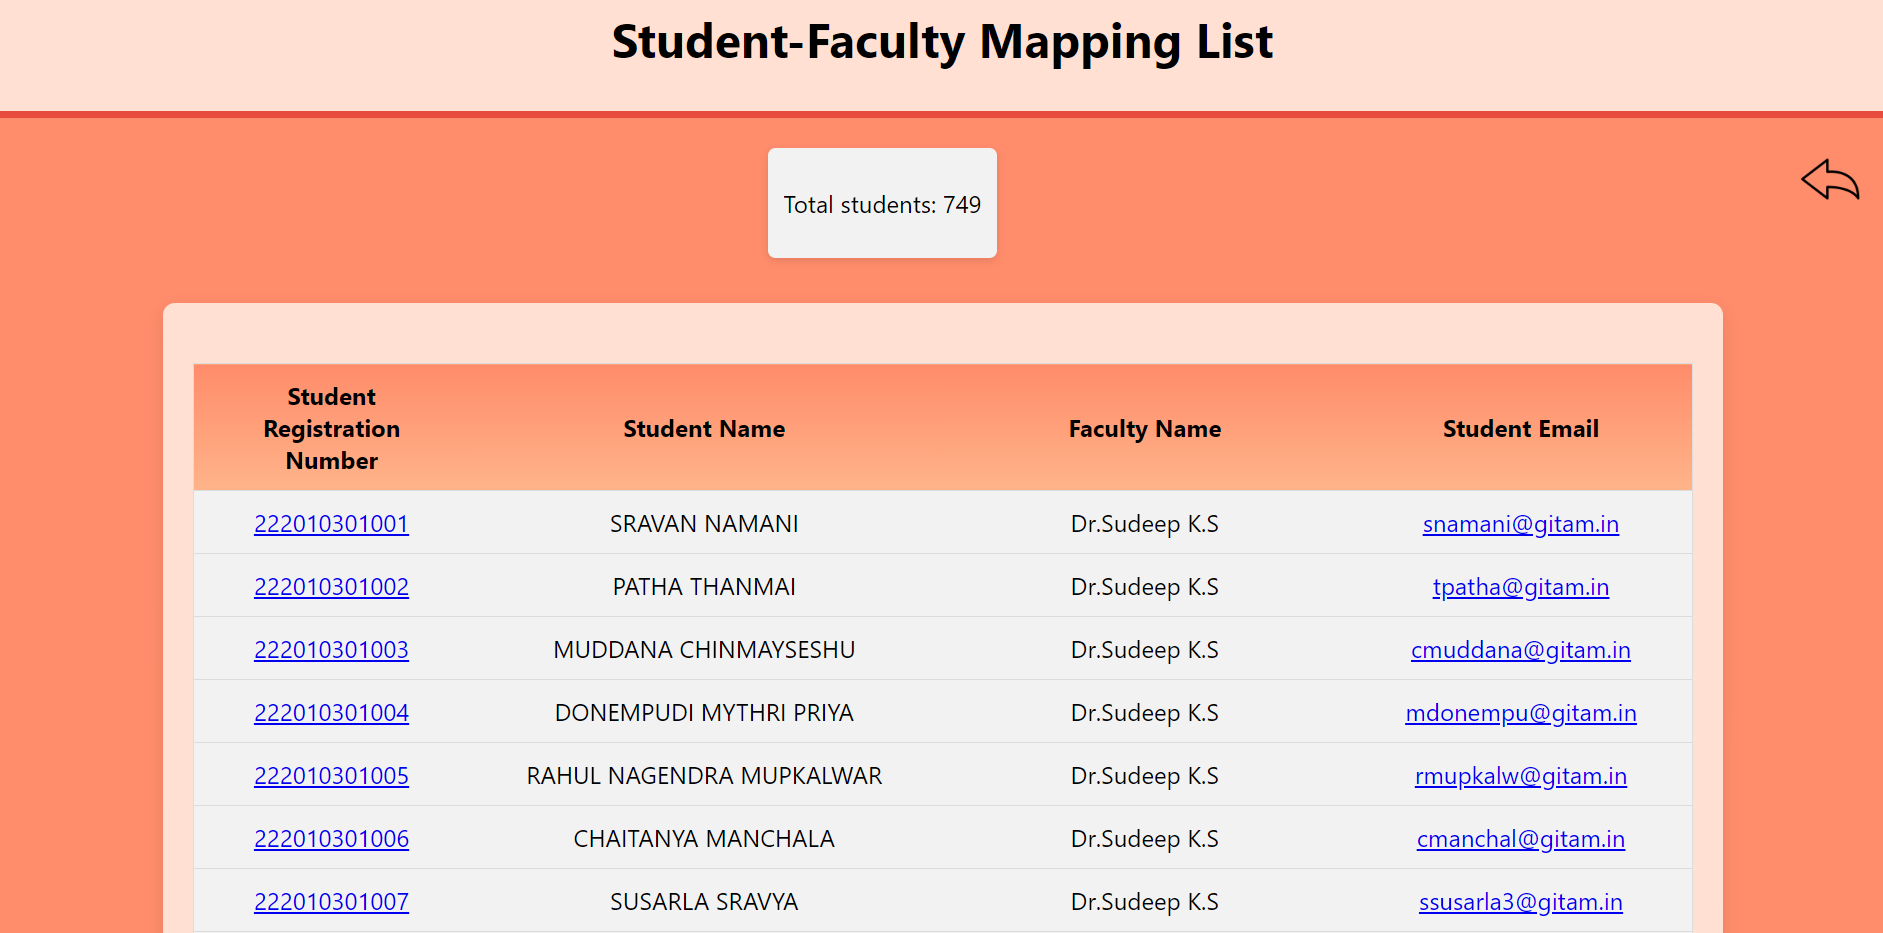 Student-Faculty Mapping List
Total students: 749
Student
Registration
Number
Student Name
Faculty Name
Student Email
222010301001 SRAVAN NAMANI Dr.Sudeep K.S snamani@gitam.in
222010301002 PATHA THANMAI Dr.Sudeep K.S tpatha@gitam.in
222010301003 MUDDANA CHINMAYSESHU Dr.Sudeep K.S cmuddana@gitam.in
222010301004 DONEMPUDI MYTHRI PRIYA Dr.Sudeep K.S mdonempu@gitam.in
222010301005 RAHUL NAGENDRA MUPKALWAR Dr.Sudeep K.S rmupkalw@gitam.in
222010301006 CHAITANYA MANCHALA Dr.Sudeep K.S cmanchal@gitam.in
222010301007 SUSARLA SRAVYA Dr.Sudeep K.S ssusarla3@gitam.in